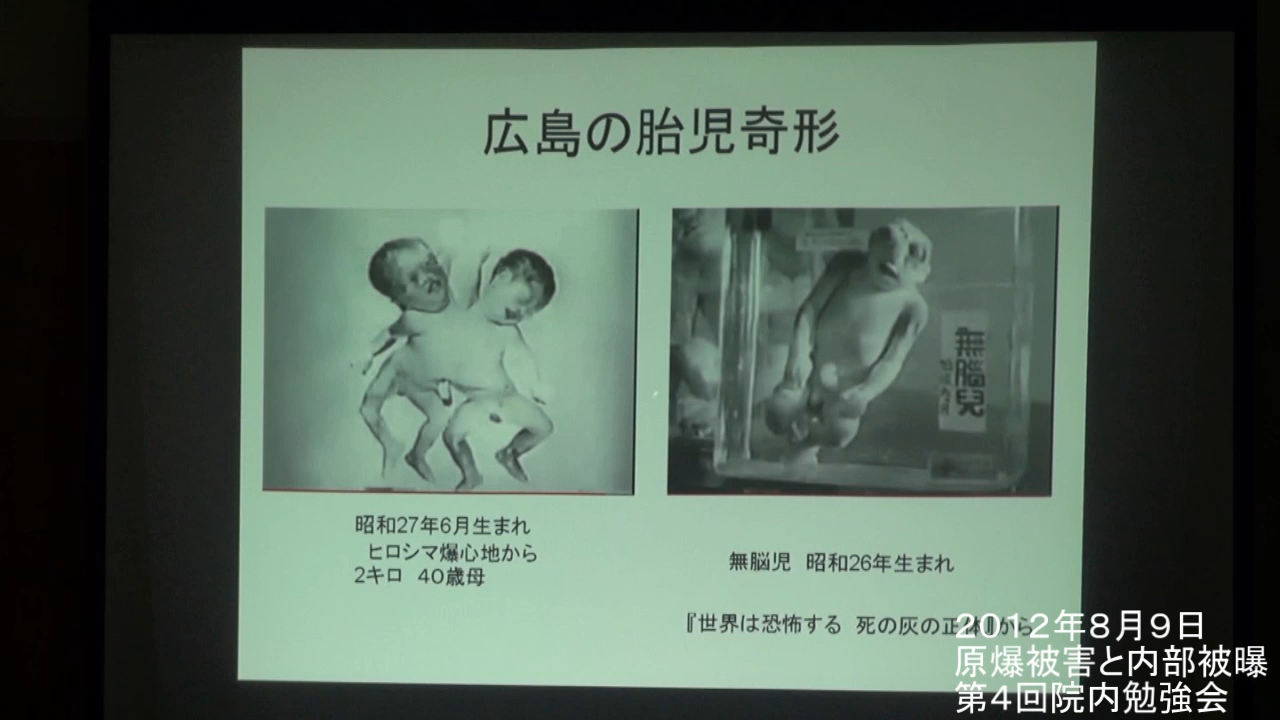 広島の胎児奇形
無腦兒
昭和27年6月生まれ
ヒロシマ爆心地から
2キロ 40歳母
無脳児 昭和26年生まれ
『世界は恐怖する 死の灰の正体』から
2012年8月9日
原爆被害と内部被曝
第4回院内勉強会